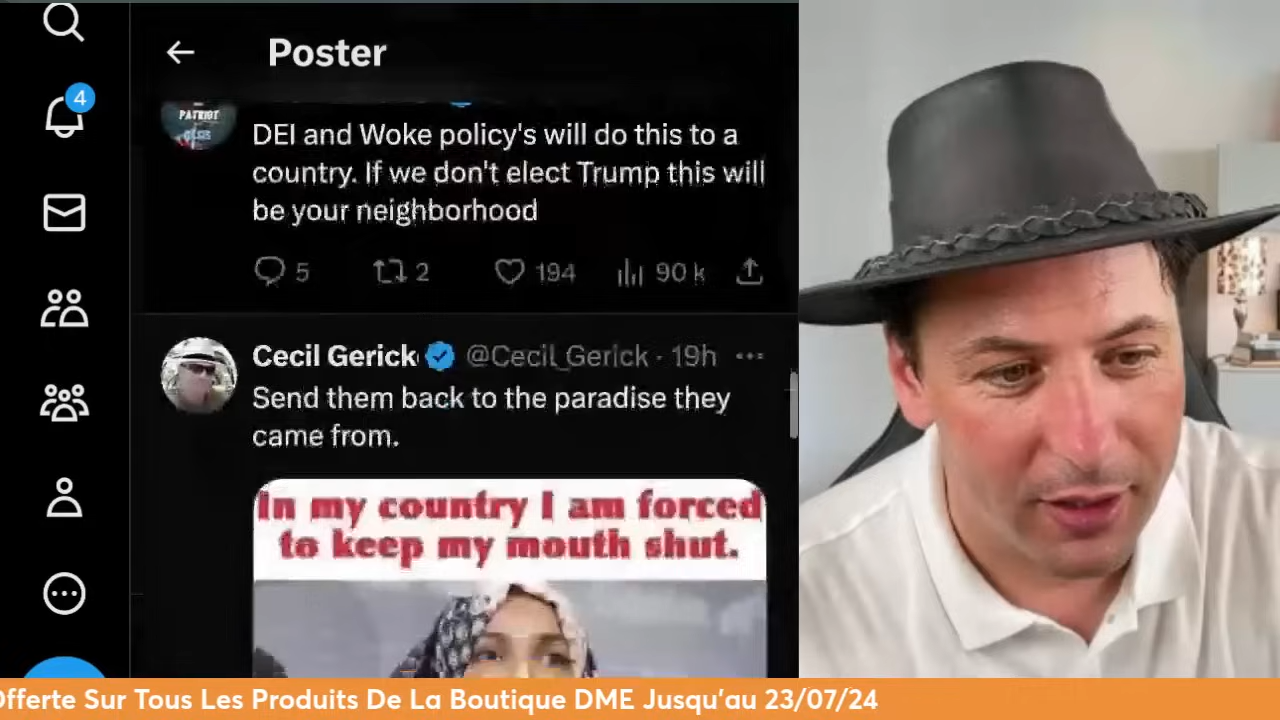 Poster
4
PATRIOT
DEI and Woke policy's will do this to a
country. If we don't elect Trump this will
be your neighborhood
5 2 194 90 k
Cecil Gerick @Cecil_Gerick · 19h
Send them back to the paradise they
came from.
In my country I am forced
to keep my mouth shut.
Offerte Sur Tous Les Produits De La Boutique DME Jusqu'au 23/07/24